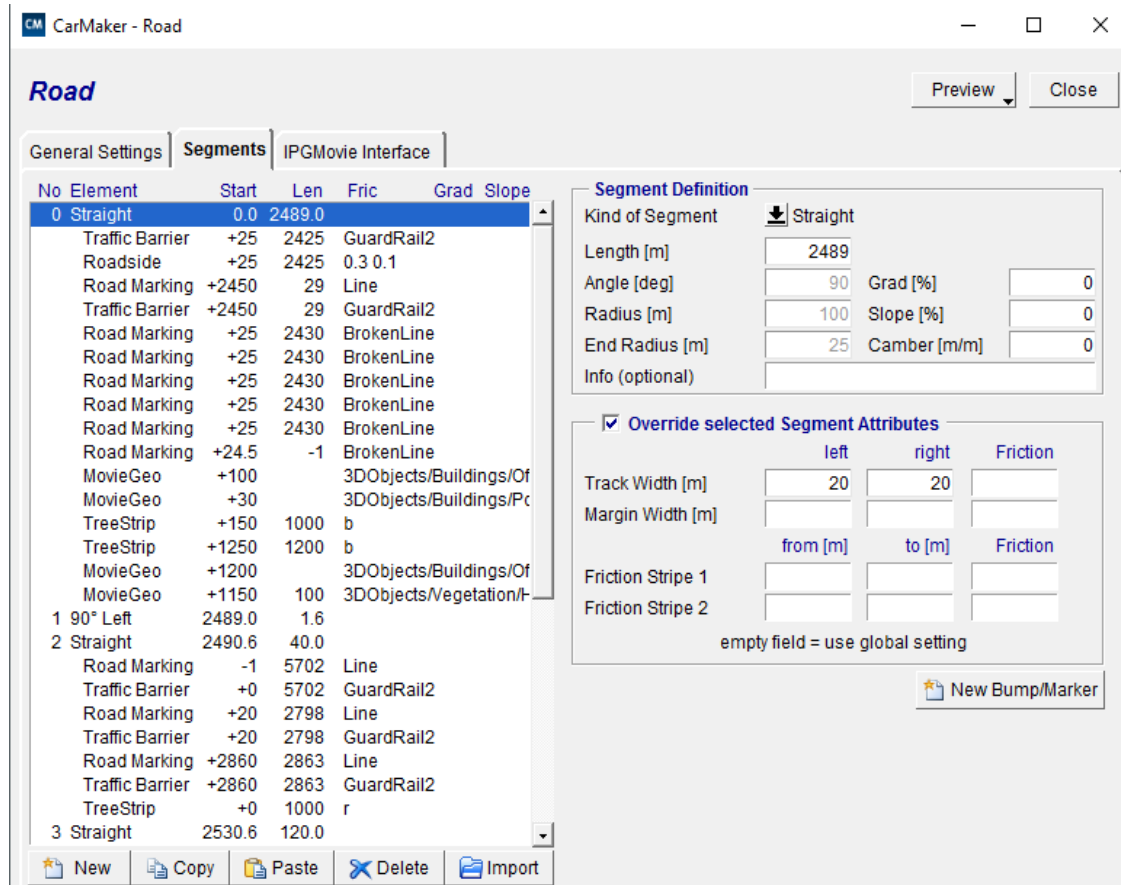 CM CarMaker - Road
Road
Preview Close
General Settings Segments IPGMovie Interface
No Element Start Len Fric Grad Slope
0 Straight 0.0 2489.0
Traffic Barrier +25 2425 GuardRail2
Roadside +25 2425 0.3 0.1
Road Marking +2450 29 Line
Traffic Barrier +2450 29 GuardRail2
Road Marking +25 2430 BrokenLine
Road Marking +25 2430 BrokenLine
Road Marking +25 2430 BrokenLine
Road Marking +25 2430 BrokenLine
Road Marking +25 2430 BrokenLine
Road Marking +24.5 -1 BrokenLine
MovieGeo +100 3DObjects/Buildings/Of
MovieGeo +30 3DObjects/Buildings/Po
TreeStrip +150 1000 b
TreeStrip +1250 1200 b
MovieGeo +1200 3DObjects/Buildings/Of
MovieGeo +1150 100 3DObjects/Vegetation/H
1 90° Left 2489.0 1.6
2 Straight 2490.6 40.0
Road Marking -1 5702 Line
Traffic Barrier +0 5702 GuardRail2
Road Marking +20 2798 Line
Traffic Barrier +20 2798 GuardRail2
Road Marking +2860 2863 Line
Traffic Barrier +2860 2863 GuardRail2
TreeStrip +0 1000 r
3 Straight 2530.6 120.0
New Copy Paste Delete Import
Segment Definition
Kind of Segment Straight
Length [m] 2489
Angle [deg] 90 Grad [%] 0
Radius [m] 100 Slope [%] 0
End Radius [m] 25 Camber [m/m] 0
Info (optional)
Override selected Segment Attributes
left right Friction
Track Width [m] 20 20
Margin Width [m]
from [m] to [m] Friction
Friction Stripe 1
Friction Stripe 2
empty field = use global setting
New Bump/Marker